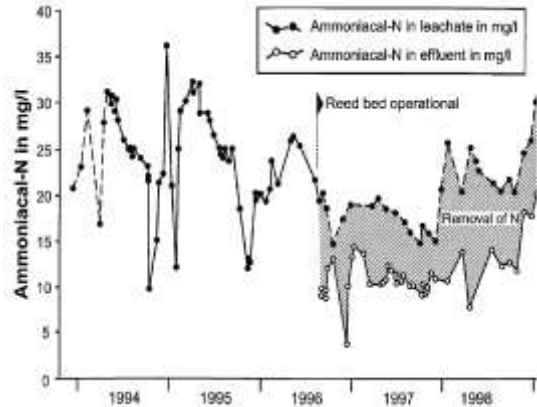 Ammoniacal-N in leachate in mg/l
Ammoniacal-N in effluent in mg/l
Reed bed operational
Removal of N
Ammoniacal-N in mg/l
40
35
30
25
20
15
10
5
0
1994
1995
1996
1997
1998